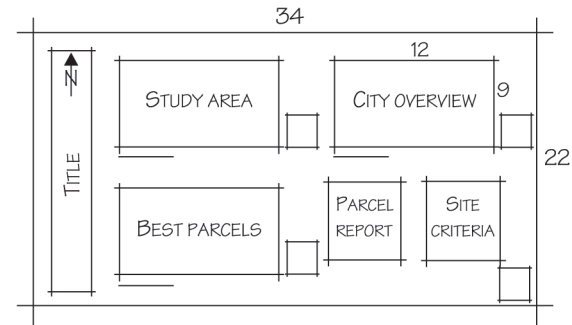 34
12
N
STUDY AREA
CITY OVERVIEW
9
TITLE
22
BEST PARCELS
PARCEL
REPORT
SITE
CRITERIA